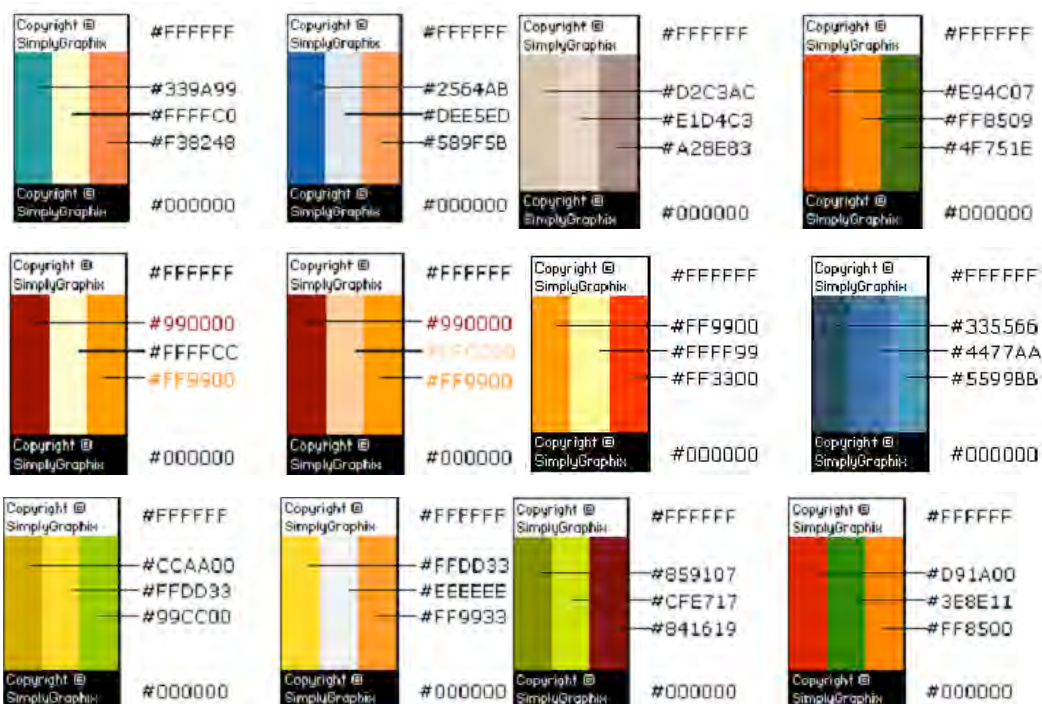 Copyright ©
SimplyGraphix
#FFFFFF
#339A99
#FFFFC0
#F38248
Copyright ©
SimplyGraphix
#000000
Copyright ©
SimplyGraphix
#FFFFFF
#2564AB
#DEE5ED
#589F5B
Copyright ©
SimplyGraphix
#000000
Copyright ©
SimplyGraphix
#FFFFFF
#D2C3AC
#E1D4C3
#A28E83
Copyright ©
SimplyGraphix
#000000
Copyright ©
SimplyGraphix
#FFFFFF
#E94C07
#FF8509
#4F751E
Copyright ©
SimplyGraphix
#000000
Copyright ©
SimplyGraphix
#FFFFFF
#990000
#FFFFCC
#FF9900
Copyright ©
SimplyGraphix
#000000
Copyright ©
SimplyGraphix
#FFFFFF
#990000
#FF9900
Copyright ©
SimplyGraphix
#000000
Copyright ©
SimplyGraphix
#FFFFFF
#FF9900
#FFFF99
#FF3300
Copyright ©
SimplyGraphix
#000000
Copyright ©
SimplyGraphix
#FFFFFF
#335566
#4477AA
#5599BB
Copyright ©
SimplyGraphix
#000000
Copyright ©
SimplyGraphix
#FFFFFF
#CCAA00
#FFDD33
#99CC00
Copyright ©
SimplyGraphix
#000000
Copyright ©
SimplyGraphix
#FFFFFF
#FFDD33
#EEEEEE
#FF9933
Copyright ©
SimplyGraphix
#000000
Copyright ©
SimplyGraphix
#FFFFFF
#859107
#CFE717
#841619
Copyright ©
SimplyGraphix
#000000
Copyright ©
SimplyGraphix
#FFFFFF
#D91A00
#3E8E11
#FF8500
Copyright ©
SimplyGraphix
#000000